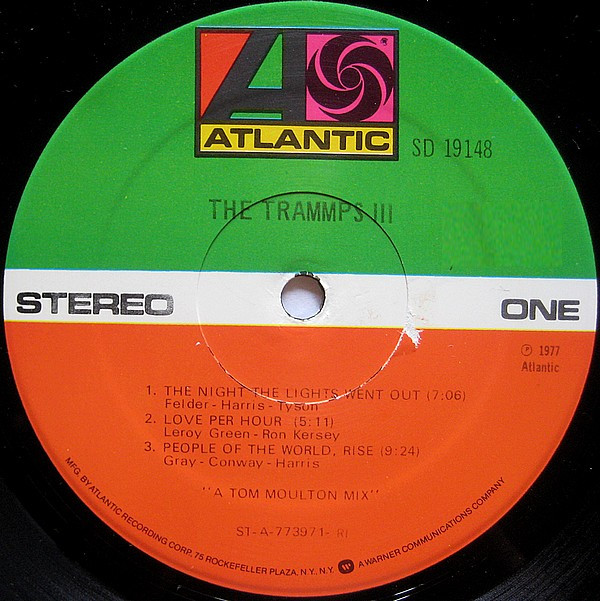 ATLANTIC
SD 19148
THE TRAMMPS III
STEREO
ONE
℗ 1977
Atlantic
1. THE NIGHT THE LIGHTS WENT OUT (7:06)
Felder-Harris-Tyson
2. LOVE PER HOUR (5:11)
Leroy Green-Ron Kersey
3. PEOPLE OF THE WORLD, RISE (9:24)
Gray-Conway-Harris
"A TOM MOULTON MIX"
ST-A-773971- RI
MFG. BY ATLANTIC RECORDING CORP. 75 ROCKEFELLER PLAZA, N.Y., N.Y. W A WARNER COMMUNICATIONS COMPANY